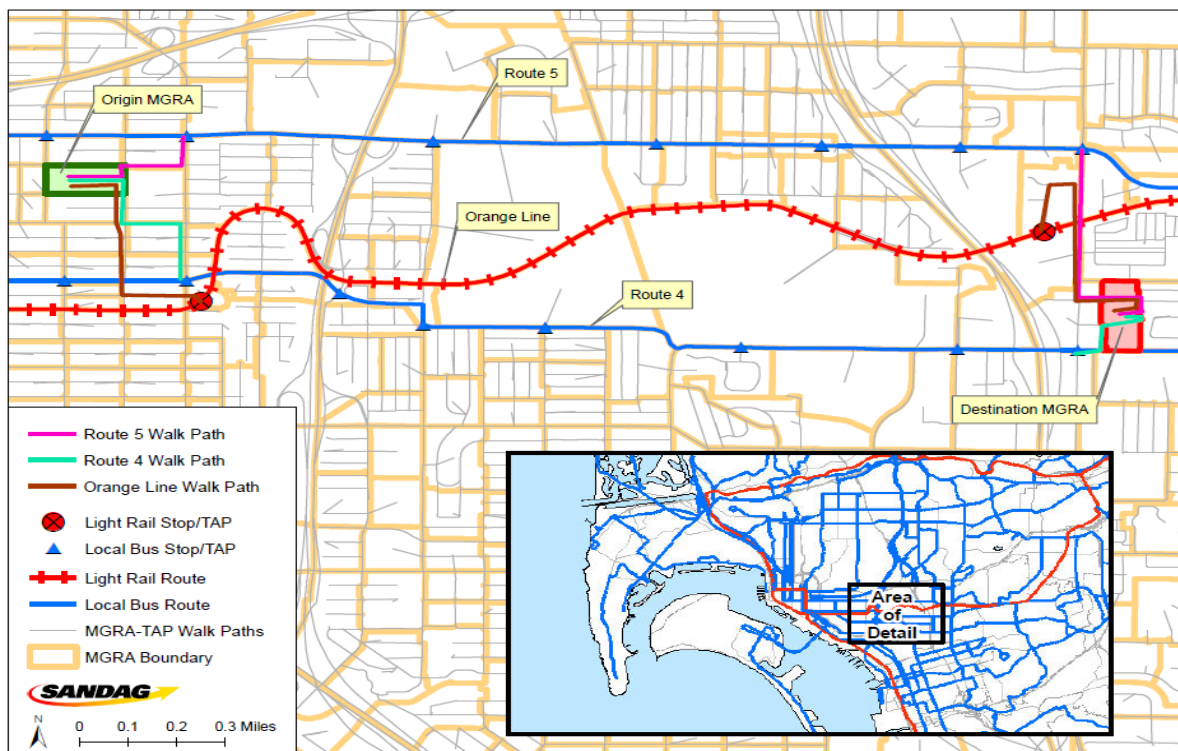 Route 5
Origin MGRA
Orange Line
Route 4
Destination MGRA
Route 5 Walk Path
Route 4 Walk Path
Orange Line Walk Path
Light Rail Stop/TAP
Local Bus Stop/TAP
Light Rail Route
Local Bus Route
MGRA-TAP Walk Paths
MGRA Boundary
SANDAG
N
0 0.1 0.2 0.3 Miles
Area
of
Detail